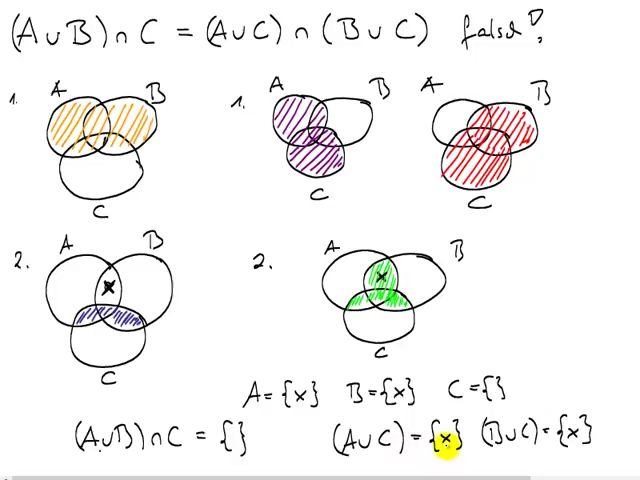 (A ∪ B) ∩ C = (A ∪ C) ∩ (B ∪ C) false?
1. A B C
1. A B C A B C
2. A B x C
2. A B x C
A = {x} B = {x} C = {}
(A ∪ B) ∩ C = {} (A ∪ C) = {x} (B ∪ C) = {x}